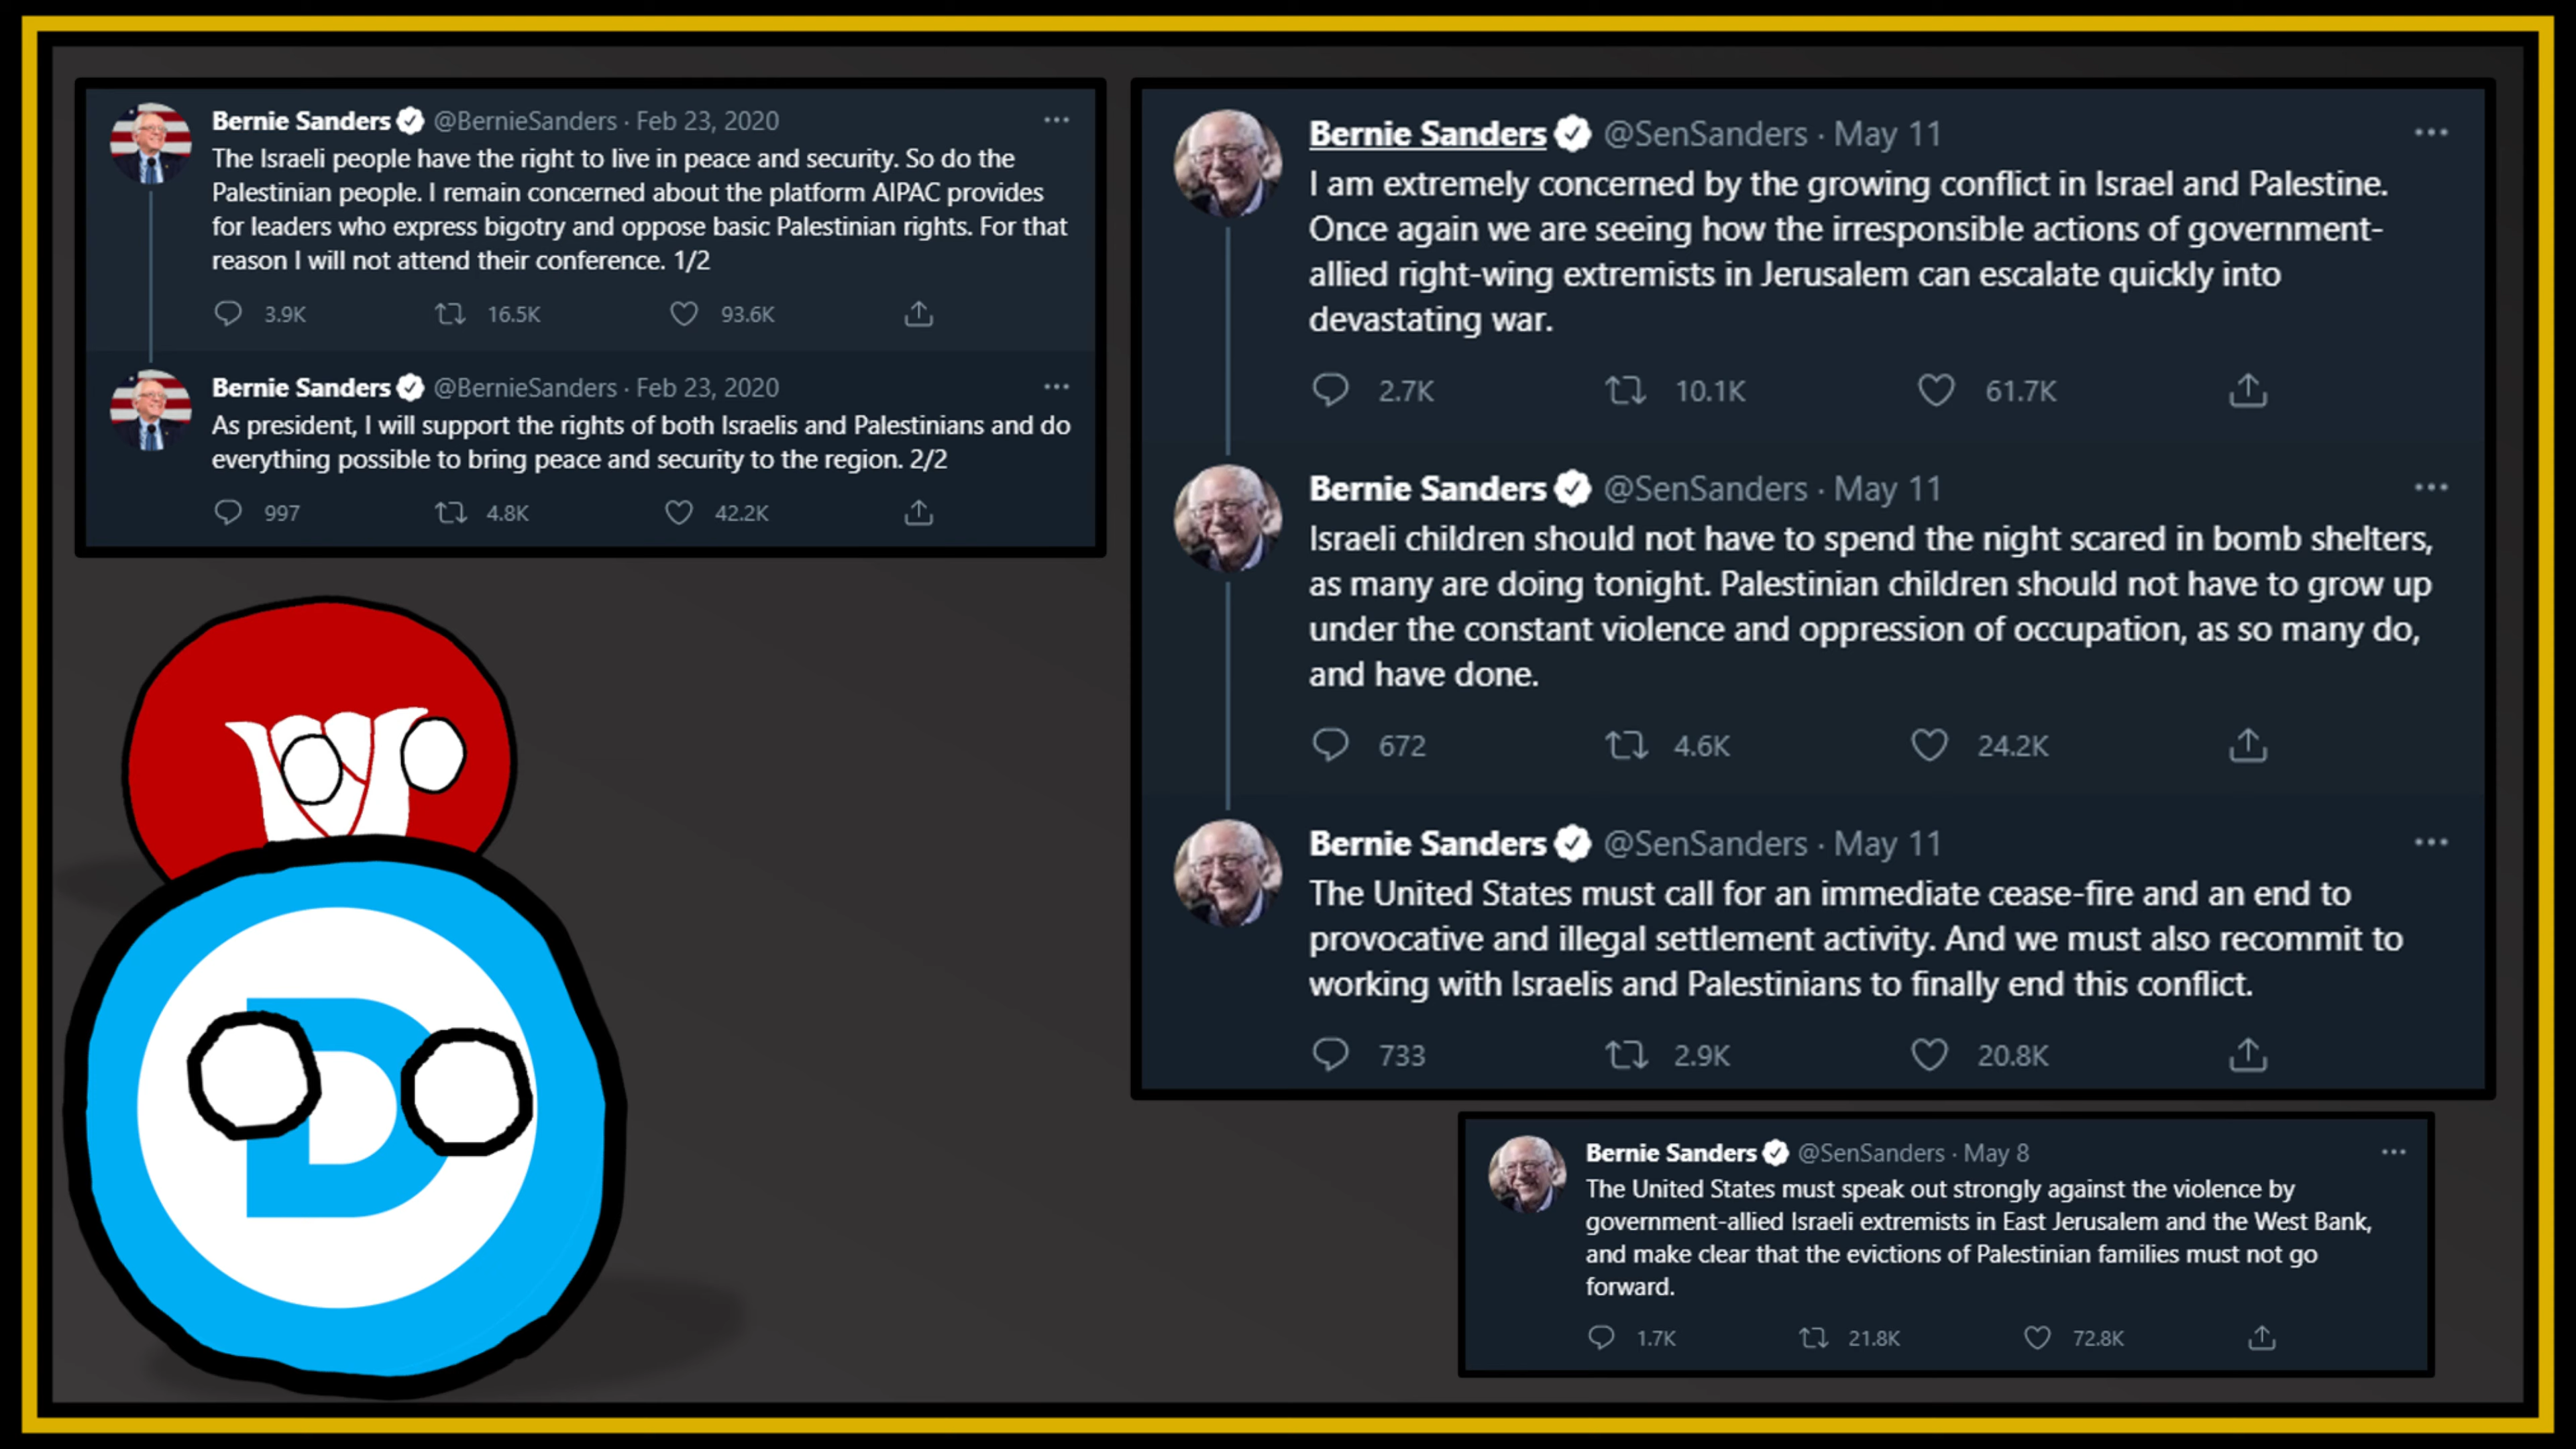 Bernie Sanders @BernieSanders · Feb 23, 2020
The Israeli people have the right to live in peace and security. So do the
Palestinian people. I remain concerned about the platform AIPAC provides
for leaders who express bigotry and oppose basic Palestinian rights. For that
reason I will not attend their conference. 1/2
3.9K 16.5K 93.6K
Bernie Sanders @BernieSanders · Feb 23, 2020
As president, I will support the rights of both Israelis and Palestinians and do
everything possible to bring peace and security to the region. 2/2
997 4.8K 42.2K
D
Bernie Sanders @SenSanders · May 11
I am extremely concerned by the growing conflict in Israel and Palestine.
Once again we are seeing how the irresponsible actions of government-
allied right-wing extremists in Jerusalem can escalate quickly into
devastating war.
2.7K 10.1K 61.7K
Bernie Sanders @SenSanders · May 11
Israeli children should not have to spend the night scared in bomb shelters,
as many are doing tonight. Palestinian children should not have to grow up
under the constant violence and oppression of occupation, as so many do,
and have done.
672 4.6K 24.2K
Bernie Sanders @SenSanders · May 11
The United States must call for an immediate cease-fire and an end to
provocative and illegal settlement activity. And we must also recommit to
working with Israelis and Palestinians to finally end this conflict.
733 2.9K 20.8K
Bernie Sanders @SenSanders · May 8
The United States must speak out strongly against the violence by
government-allied Israeli extremists in East Jerusalem and the West Bank,
and make clear that the evictions of Palestinian families must not go
forward.
1.7K 21.8K 72.8K